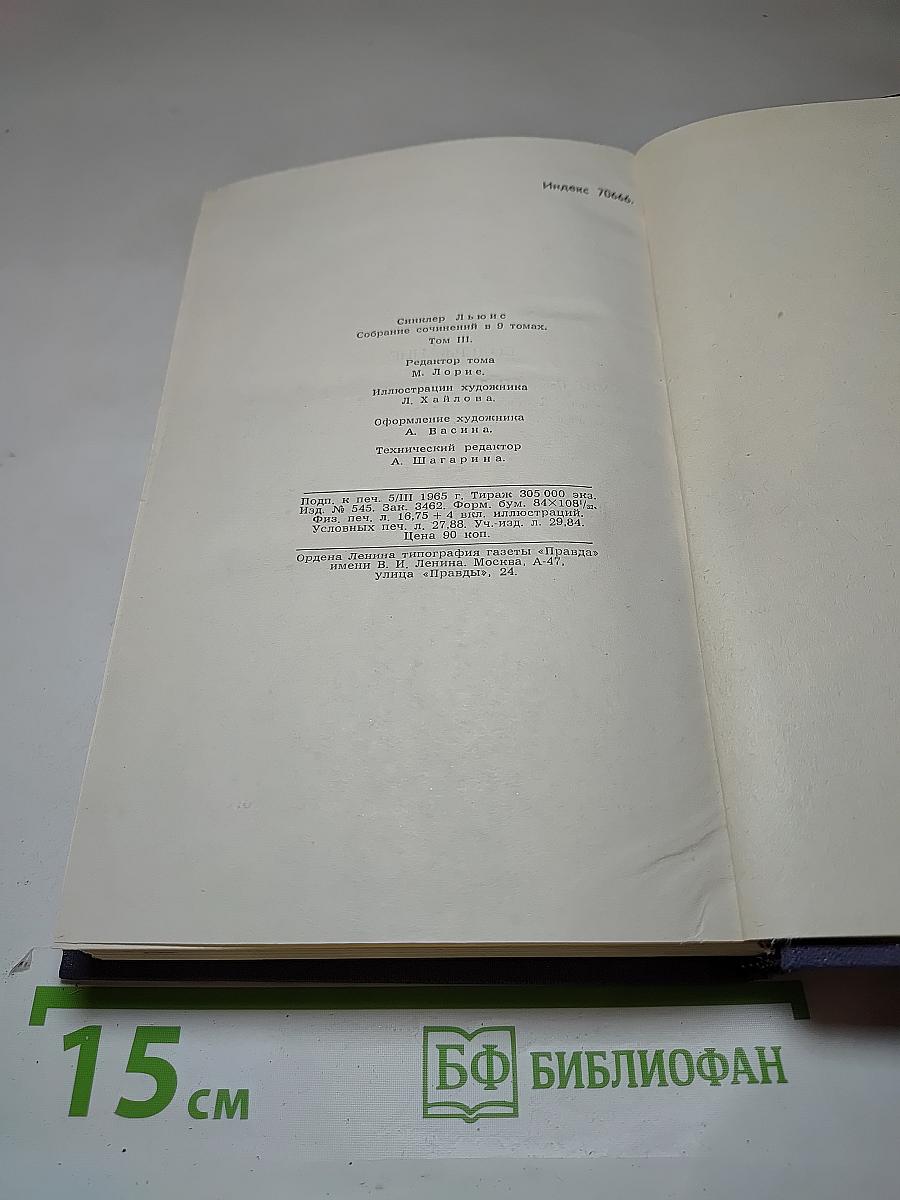 Индекс 70666.
Синклер Льюис
Собрание сочинений в 9 томах.
Том III.
Редактор тома
М. Лорие.
Иллюстрации художника
Л. Хайлова.
Оформление художника
А. Васина.
Технический редактор
А. Шагарина.
Подп. к печ. 5/III 1965 г. Тираж 305 000 экз.
Изд. № 545. Зак. 3462. Форм. бум. 84×108¹/₃₂.
Физ. печ. л. 16,75 + 4 вкл. иллюстраций.
Условных печ. л. 27,88. Уч.-изд. л. 29,84.
Цена 90 коп.
Ордена Ленина типография газеты «Правда»
имени В. И. Ленина. Москва, А-47,
улица «Правды», 24.
15 см
БФ БИБЛИОФАН